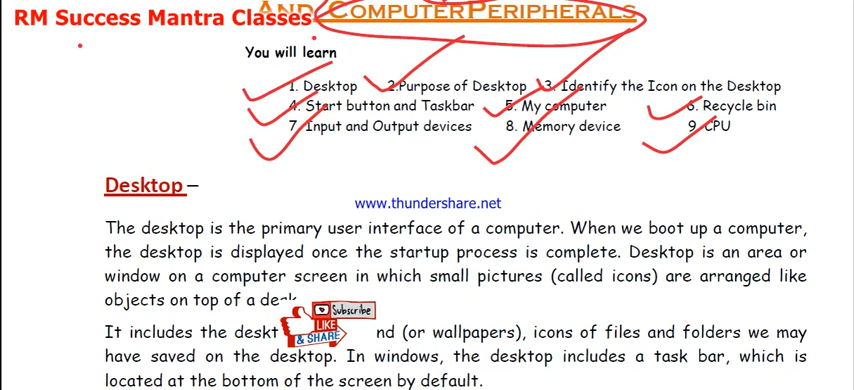 AND COMPUTER PERIPHERALS
RM Success Mantra Classes
You will learn
1. Desktop 2.Purpose of Desktop 3. Identify the Icon on the Desktop
4. Start button and Taskbar 5. My computer 6. Recycle bin
7. Input and Output devices 8. Memory device 9. CPU
Desktop –
www.thundershare.net
The desktop is the primary user interface of a computer. When we boot up a computer,
the desktop is displayed once the startup process is complete. Desktop is an area or
window on a computer screen in which small pictures (called icons) are arranged like
objects on top of a desk
Subscribe
LIKE
& SHARE
It includes the deskt nd (or wallpapers), icons of files and folders we may
have saved on the desktop. In windows, the desktop includes a task bar, which is
located at the bottom of the screen by default.